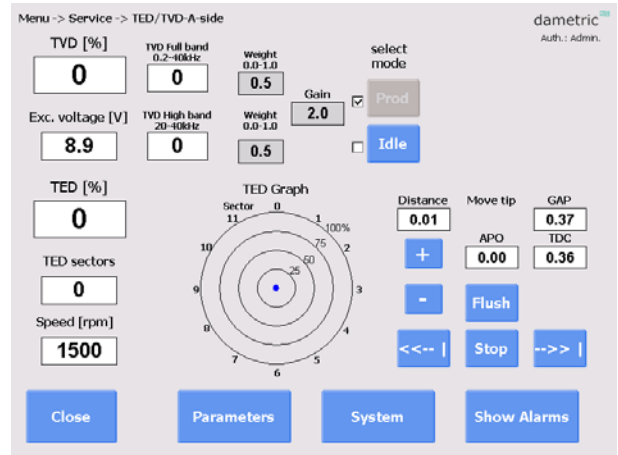 Menu -> Service -> TED/TVD-A-side
dametric
Auth.: Admin.
TVD [%]
0
TVD Full band
0.2-40kHz
0
Weight
0.0-1.0
0.5
Gain
2.0
select
mode
Prod
Exc. voltage [V]
8.9
TVD High band
20-40kHz
0
Weight
0.0-1.0
0.5
Idle
TED [%]
0
TED sectors
0
Speed [rpm]
1500
TED Graph
Sector 0
11 1
100%
10 75 2
50
25
9 3
8 4
7 5
6
Distance Move tip GAP
0.01 0.37
APO TDC
+ 0.00 0.36
- Flush
<<-- | Stop -->> |
Close Parameters System Show Alarms